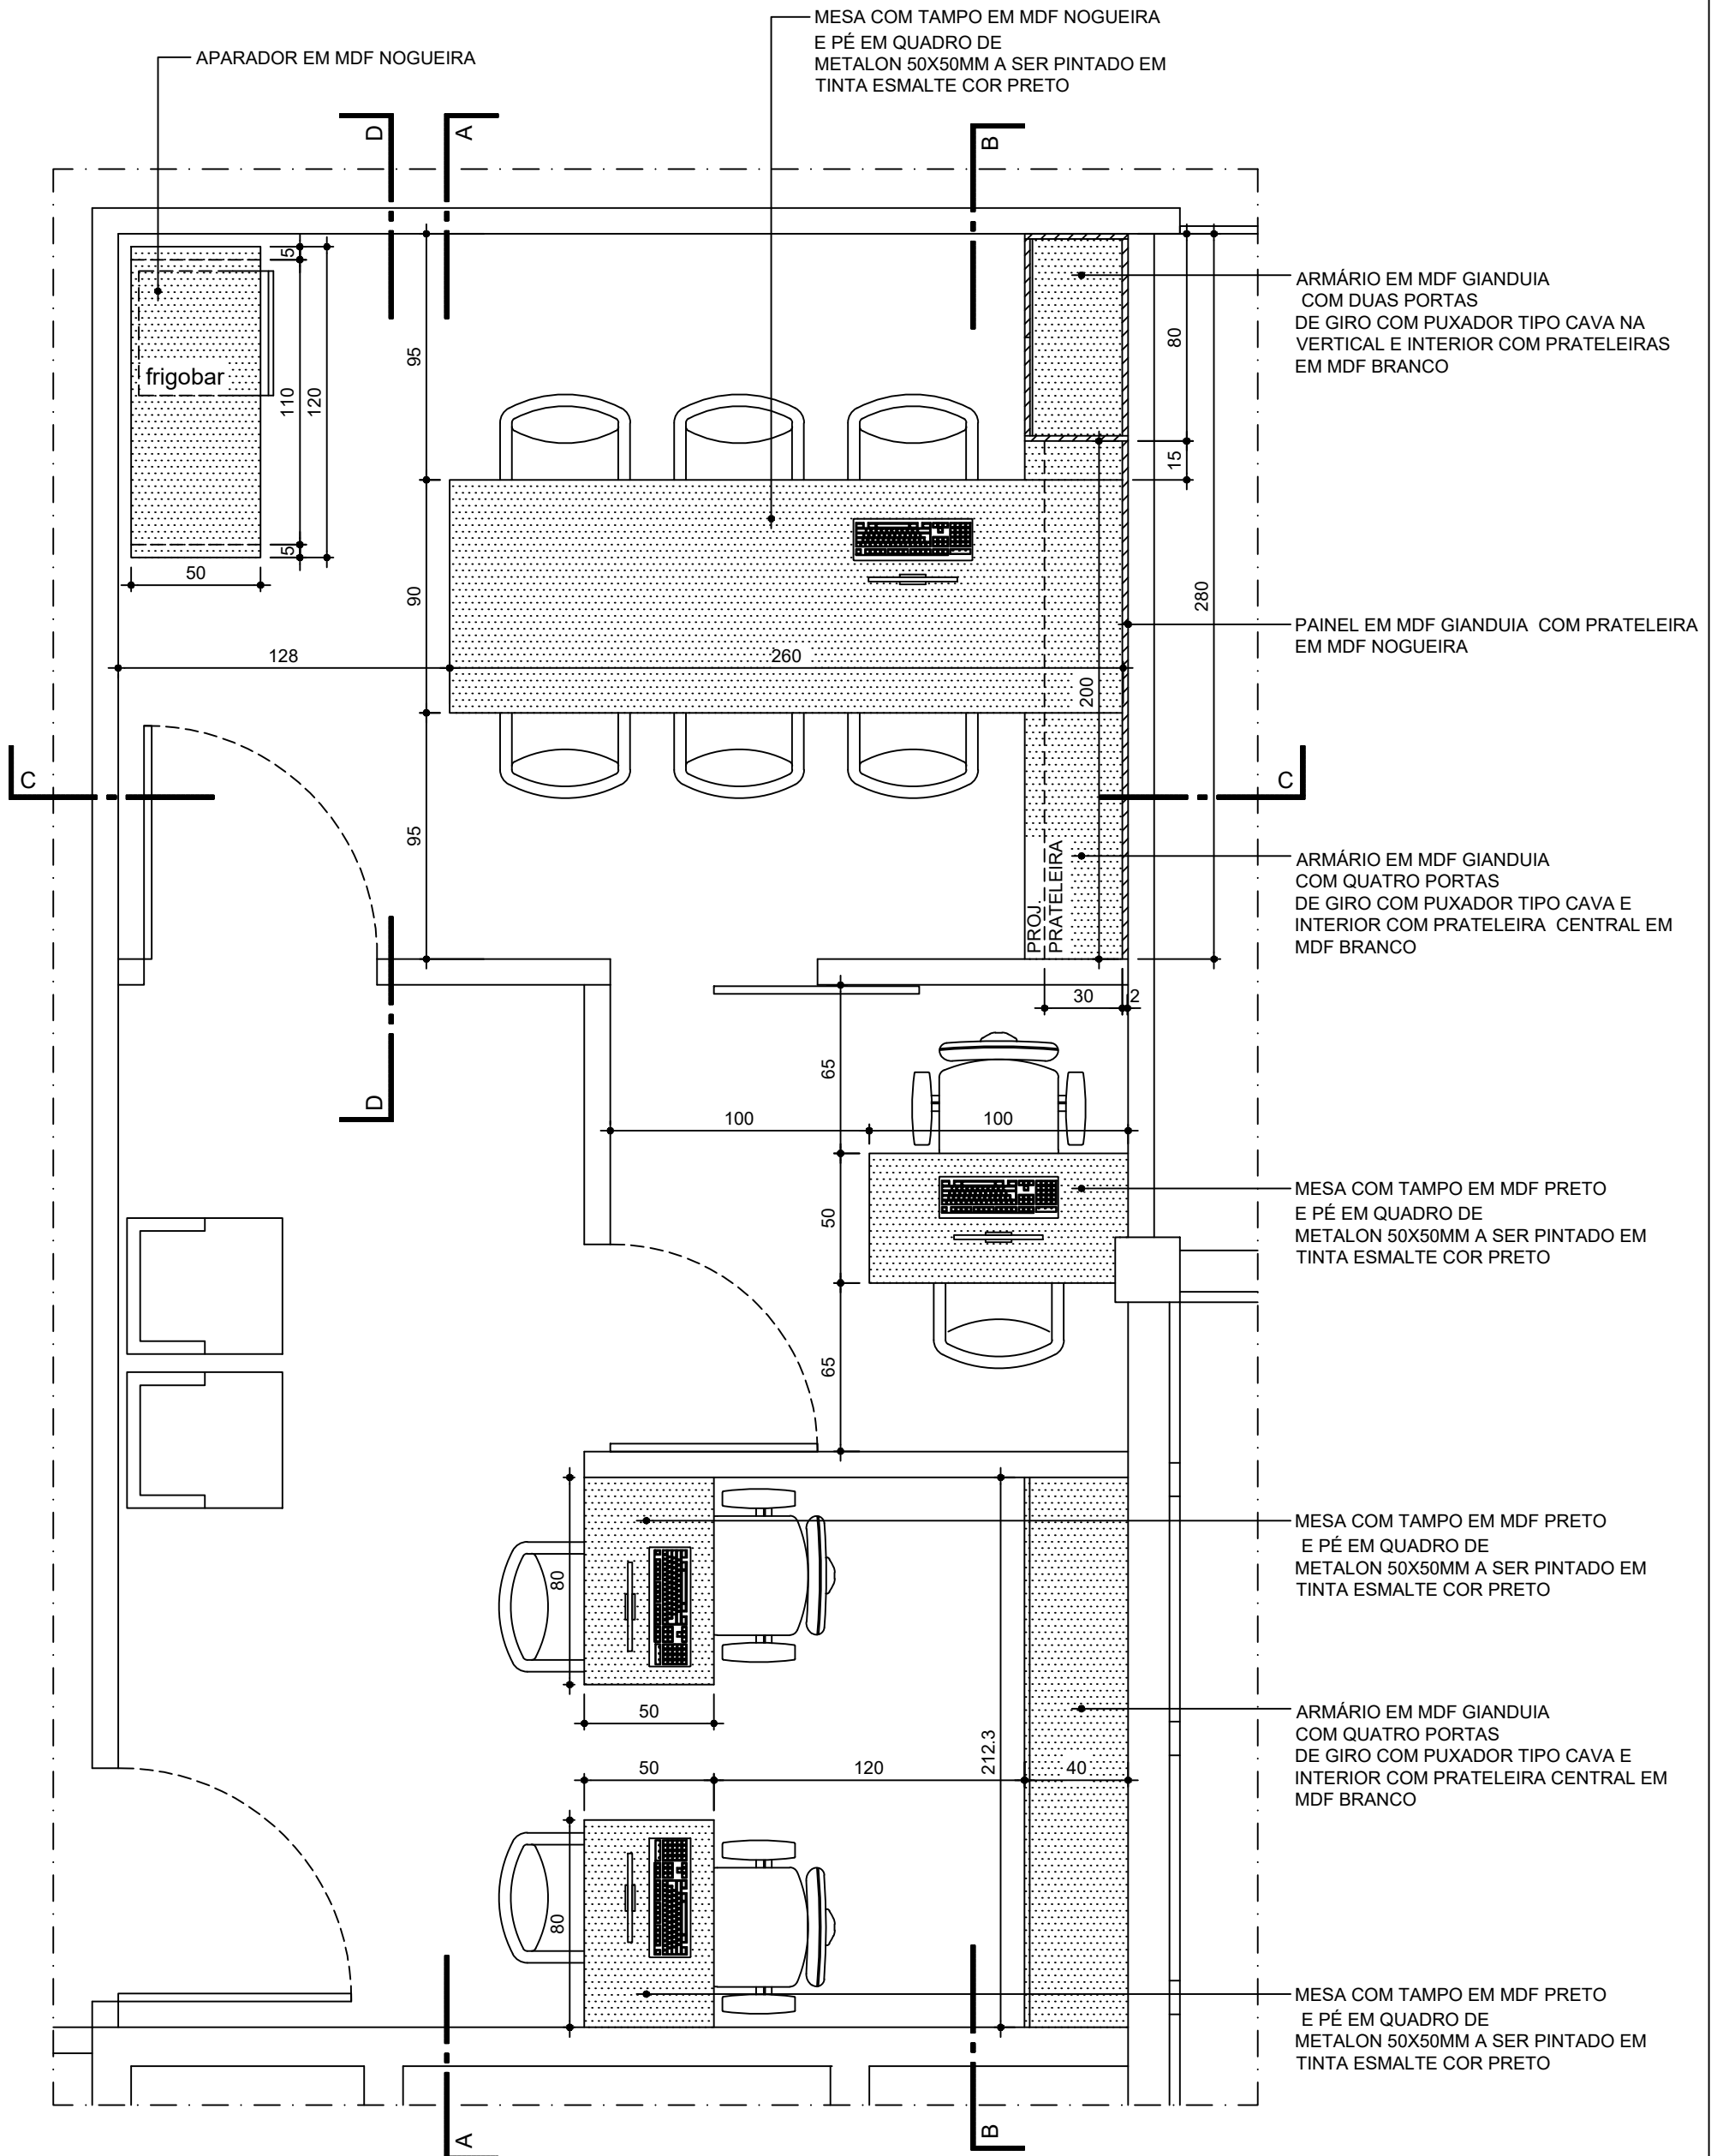 MESA COM TAMPO EM MDF NOGUEIRA
E PÉ EM QUADRO DE
METALON 50X50MM A SER PINTADO EM
TINTA ESMALTE COR PRETO
APARADOR EM MDF NOGUEIRA
D
A
B
ARMÁRIO EM MDF GIANDUIA
COM DUAS PORTAS
DE GIRO COM PUXADOR TIPO CAVA NA
VERTICAL E INTERIOR COM PRATELEIRAS
EM MDF BRANCO
5
110
120
5
50
frigobar
95
80
15
90
280
128
260
200
PAINEL EM MDF GIANDUIA COM PRATELEIRA
EM MDF NOGUEIRA
C
C
95
PROJ.
PRATELEIRA
ARMÁRIO EM MDF GIANDUIA
COM QUATRO PORTAS
DE GIRO COM PUXADOR TIPO CAVA E
INTERIOR COM PRATELEIRA CENTRAL EM
MDF BRANCO
30
2
D
65
100
100
50
65
MESA COM TAMPO EM MDF PRETO
E PÉ EM QUADRO DE
METALON 50X50MM A SER PINTADO EM
TINTA ESMALTE COR PRETO
80
50
MESA COM TAMPO EM MDF PRETO
E PÉ EM QUADRO DE
METALON 50X50MM A SER PINTADO EM
TINTA ESMALTE COR PRETO
212.3
50
120
40
ARMÁRIO EM MDF GIANDUIA
COM QUATRO PORTAS
DE GIRO COM PUXADOR TIPO CAVA E
INTERIOR COM PRATELEIRA CENTRAL EM
MDF BRANCO
80
MESA COM TAMPO EM MDF PRETO
E PÉ EM QUADRO DE
METALON 50X50MM A SER PINTADO EM
TINTA ESMALTE COR PRETO
A
B